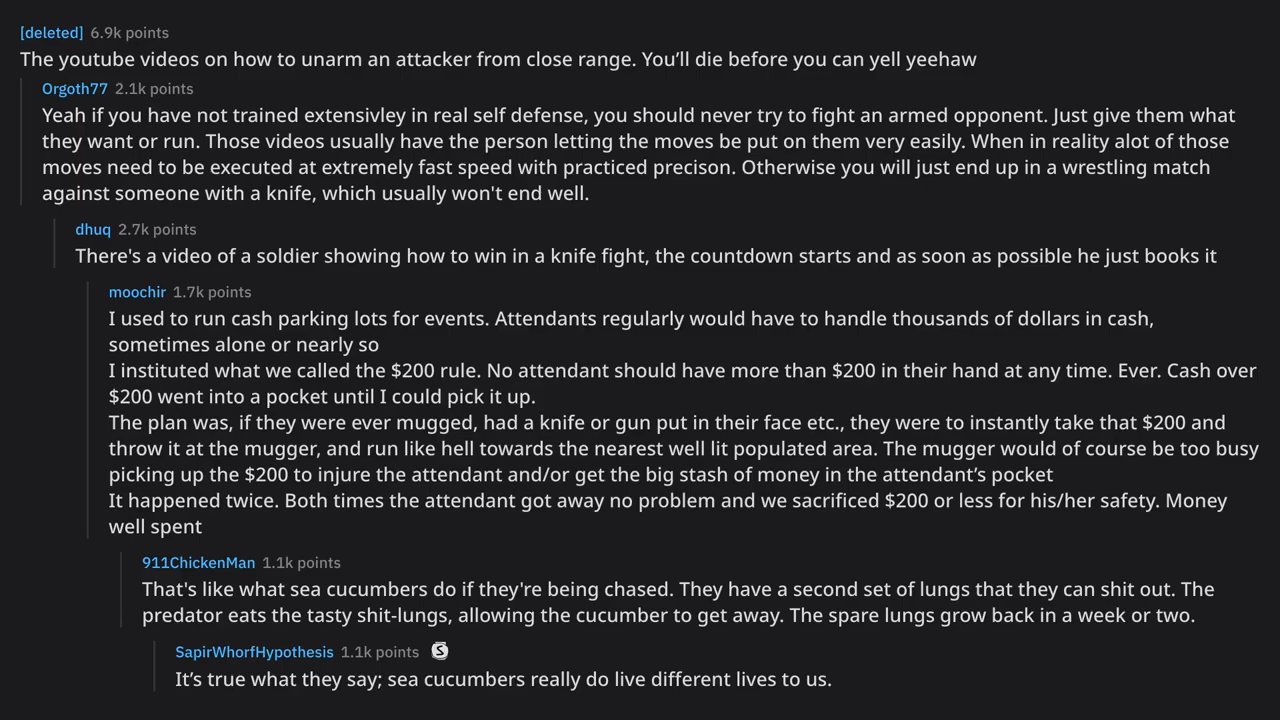 [deleted] 6.9k points
The youtube videos on how to unarm an attacker from close range. You’ll die before you can yell yeehaw
Orgoth77 2.1k points
Yeah if you have not trained extensivley in real self defense, you should never try to fight an armed opponent. Just give them what
they want or run. Those videos usually have the person letting the moves be put on them very easily. When in reality alot of those
moves need to be executed at extremely fast speed with practiced precison. Otherwise you will just end up in a wrestling match
against someone with a knife, which usually won't end well.
dhuq 2.7k points
There's a video of a soldier showing how to win in a knife fight, the countdown starts and as soon as possible he just books it
moochir 1.7k points
I used to run cash parking lots for events. Attendants regularly would have to handle thousands of dollars in cash,
sometimes alone or nearly so
I instituted what we called the $200 rule. No attendant should have more than $200 in their hand at any time. Ever. Cash over
$200 went into a pocket until I could pick it up.
The plan was, if they were ever mugged, had a knife or gun put in their face etc., they were to instantly take that $200 and
throw it at the mugger, and run like hell towards the nearest well lit populated area. The mugger would of course be too busy
picking up the $200 to injure the attendant and/or get the big stash of money in the attendant’s pocket
It happened twice. Both times the attendant got away no problem and we sacrificed $200 or less for his/her safety. Money
well spent
911ChickenMan 1.1k points
That's like what sea cucumbers do if they're being chased. They have a second set of lungs that they can shit out. The
predator eats the tasty shit-lungs, allowing the cucumber to get away. The spare lungs grow back in a week or two.
SapirWhorfHypothesis 1.1k points S
It’s true what they say; sea cucumbers really do live different lives to us.